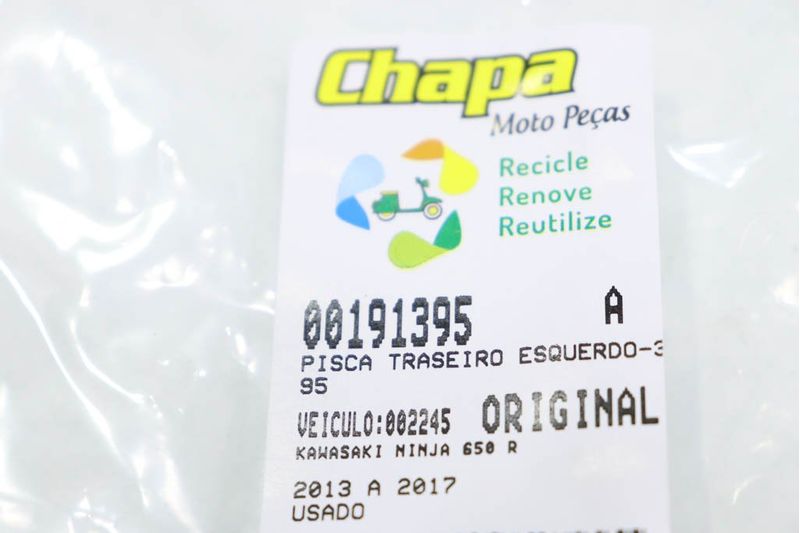 Chapa
Moto Peças
Recicle
Renove
Reutilize
00191395 A
PISCA TRASEIRO ESQUERDO-3
95
VEICULO:002245 ORIGINAL
KAWASAKI NINJA 650 R
2013 A 2017
USADO